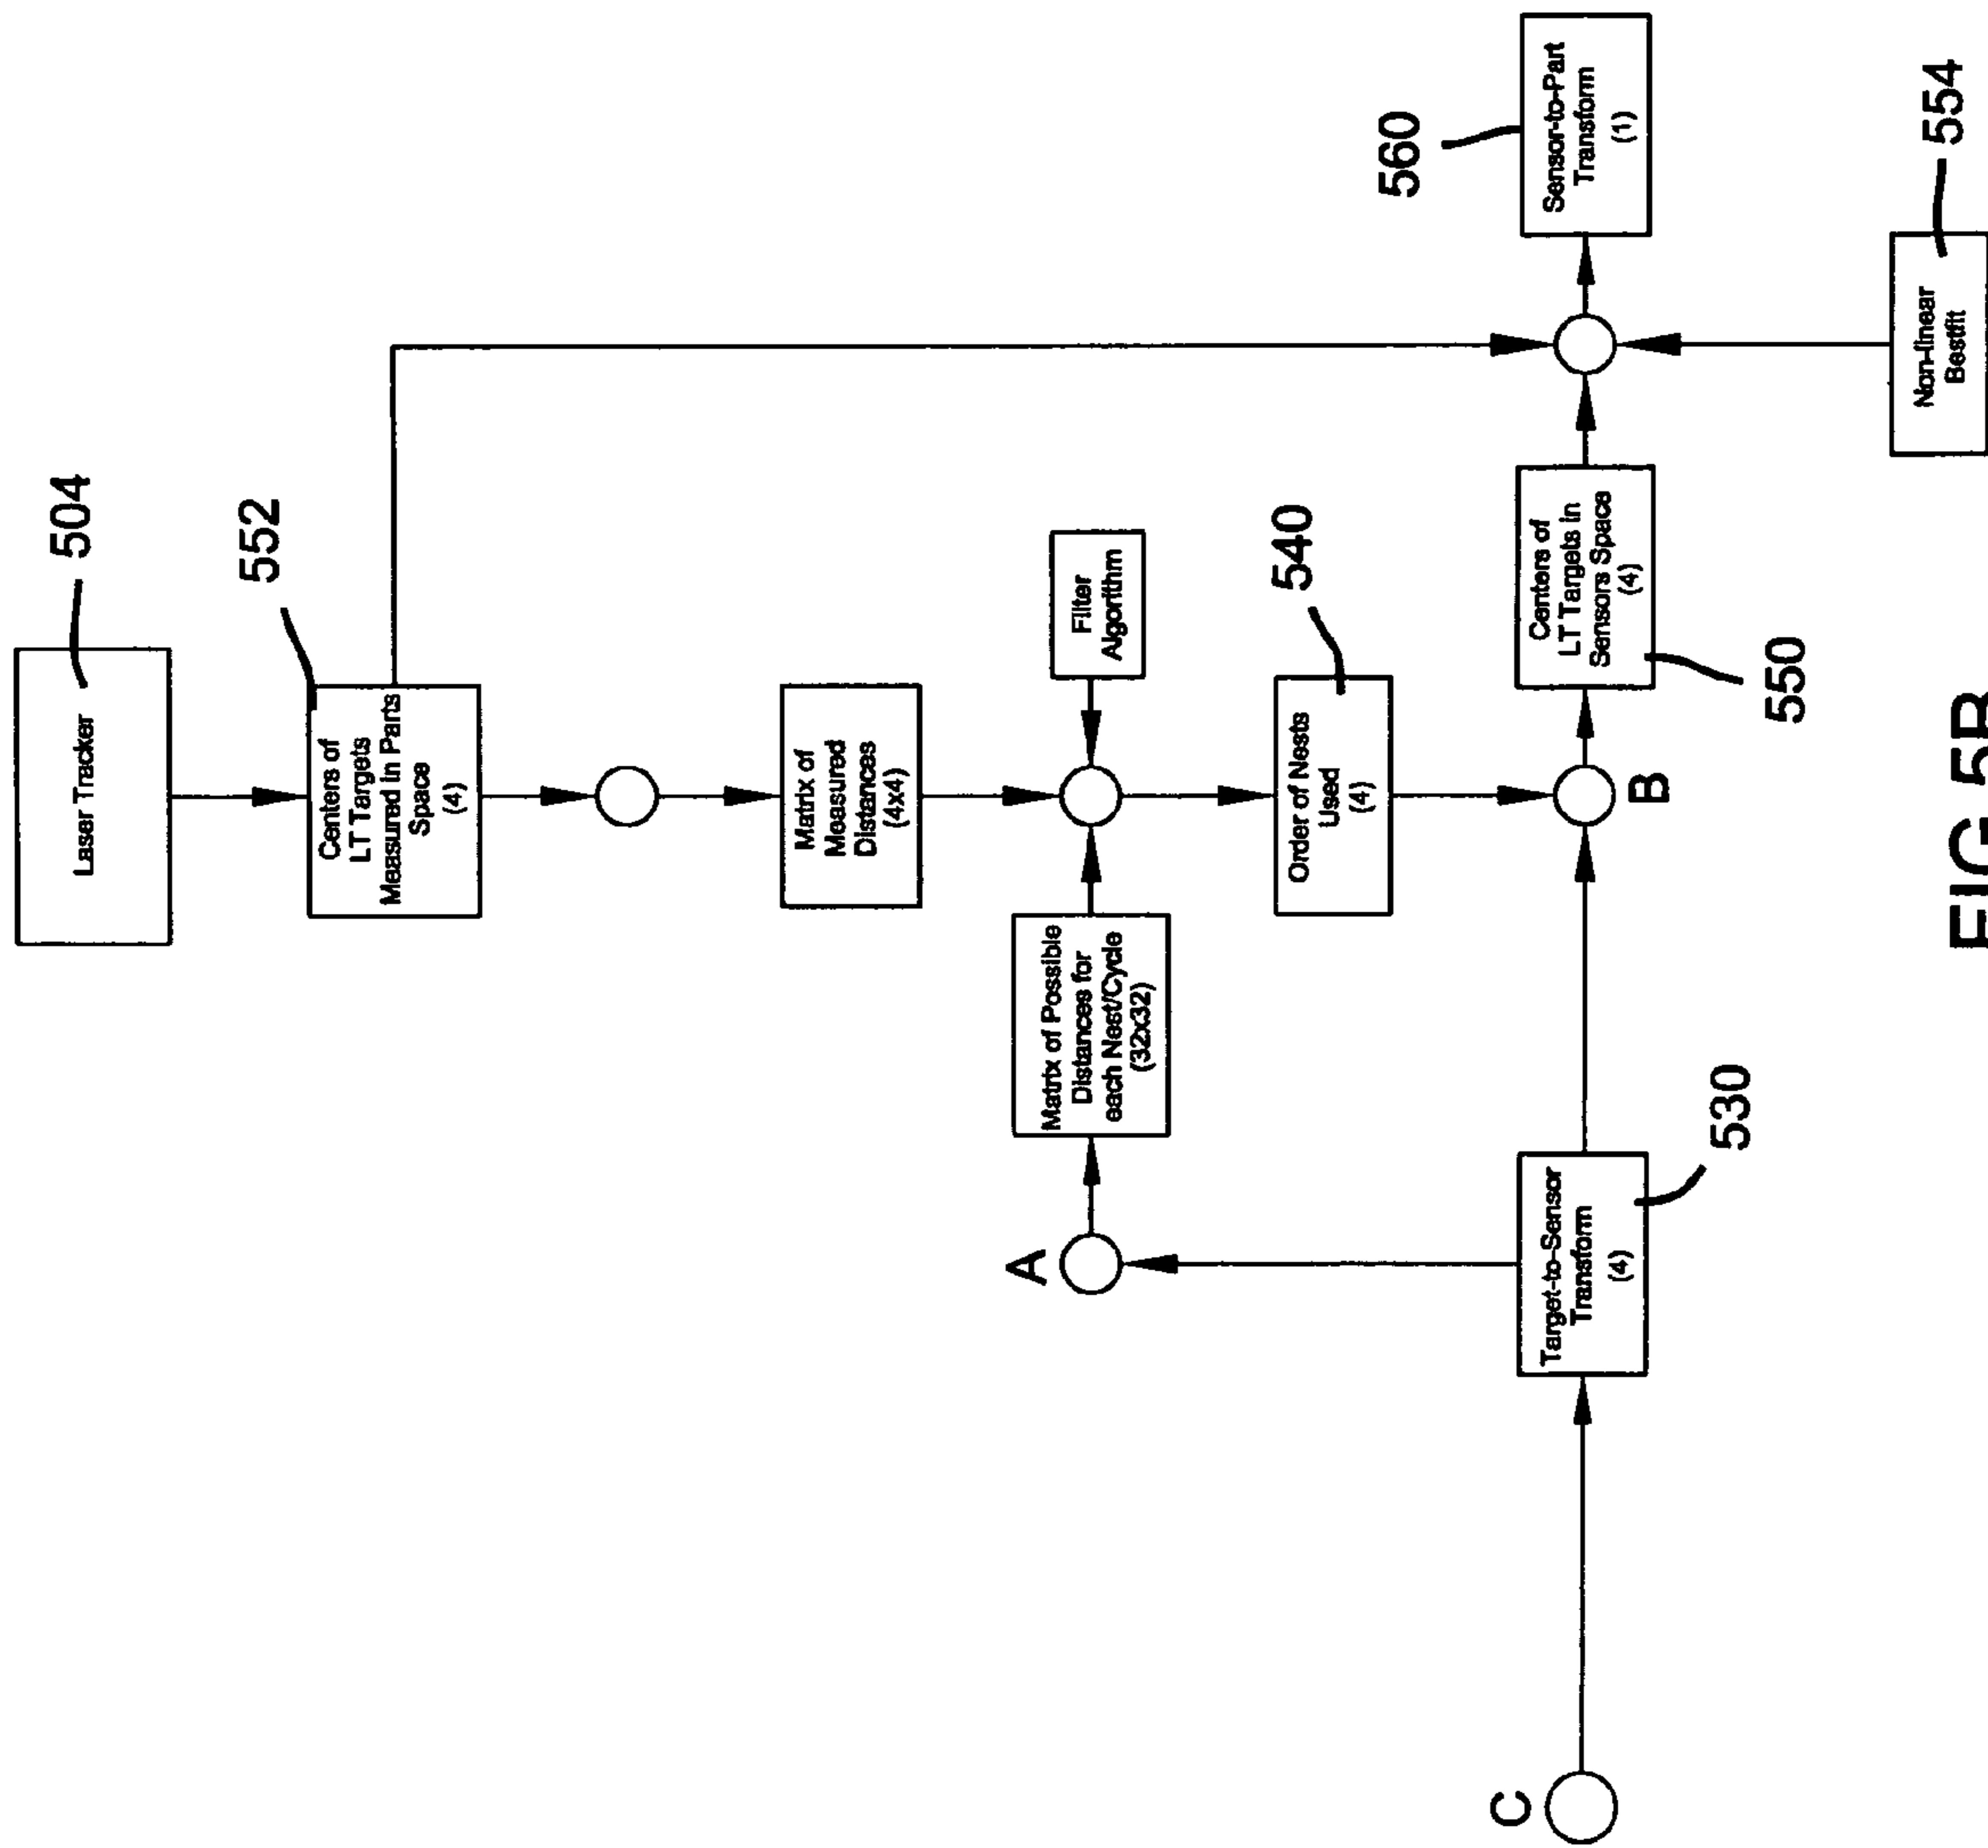 Laser Tracker
504
Centers of
LT Targets
Measured in Parts
Space
(4)
552
Matrix of
Measured
Distances
(4x4)
Matrix of Possible
Distances for
each Nest/Cycle
(32x32)
Filter
Algorithm
A
Order of Nests
Used
(4)
540
C
Target-to-Sensor
Transform
(4)
530
B
Centers of
LT Targets in
Sensors Space
(4)
550
Sensor-to-Part
Transform
(1)
560
Non-linear
Bestfit
554
FIG 5B